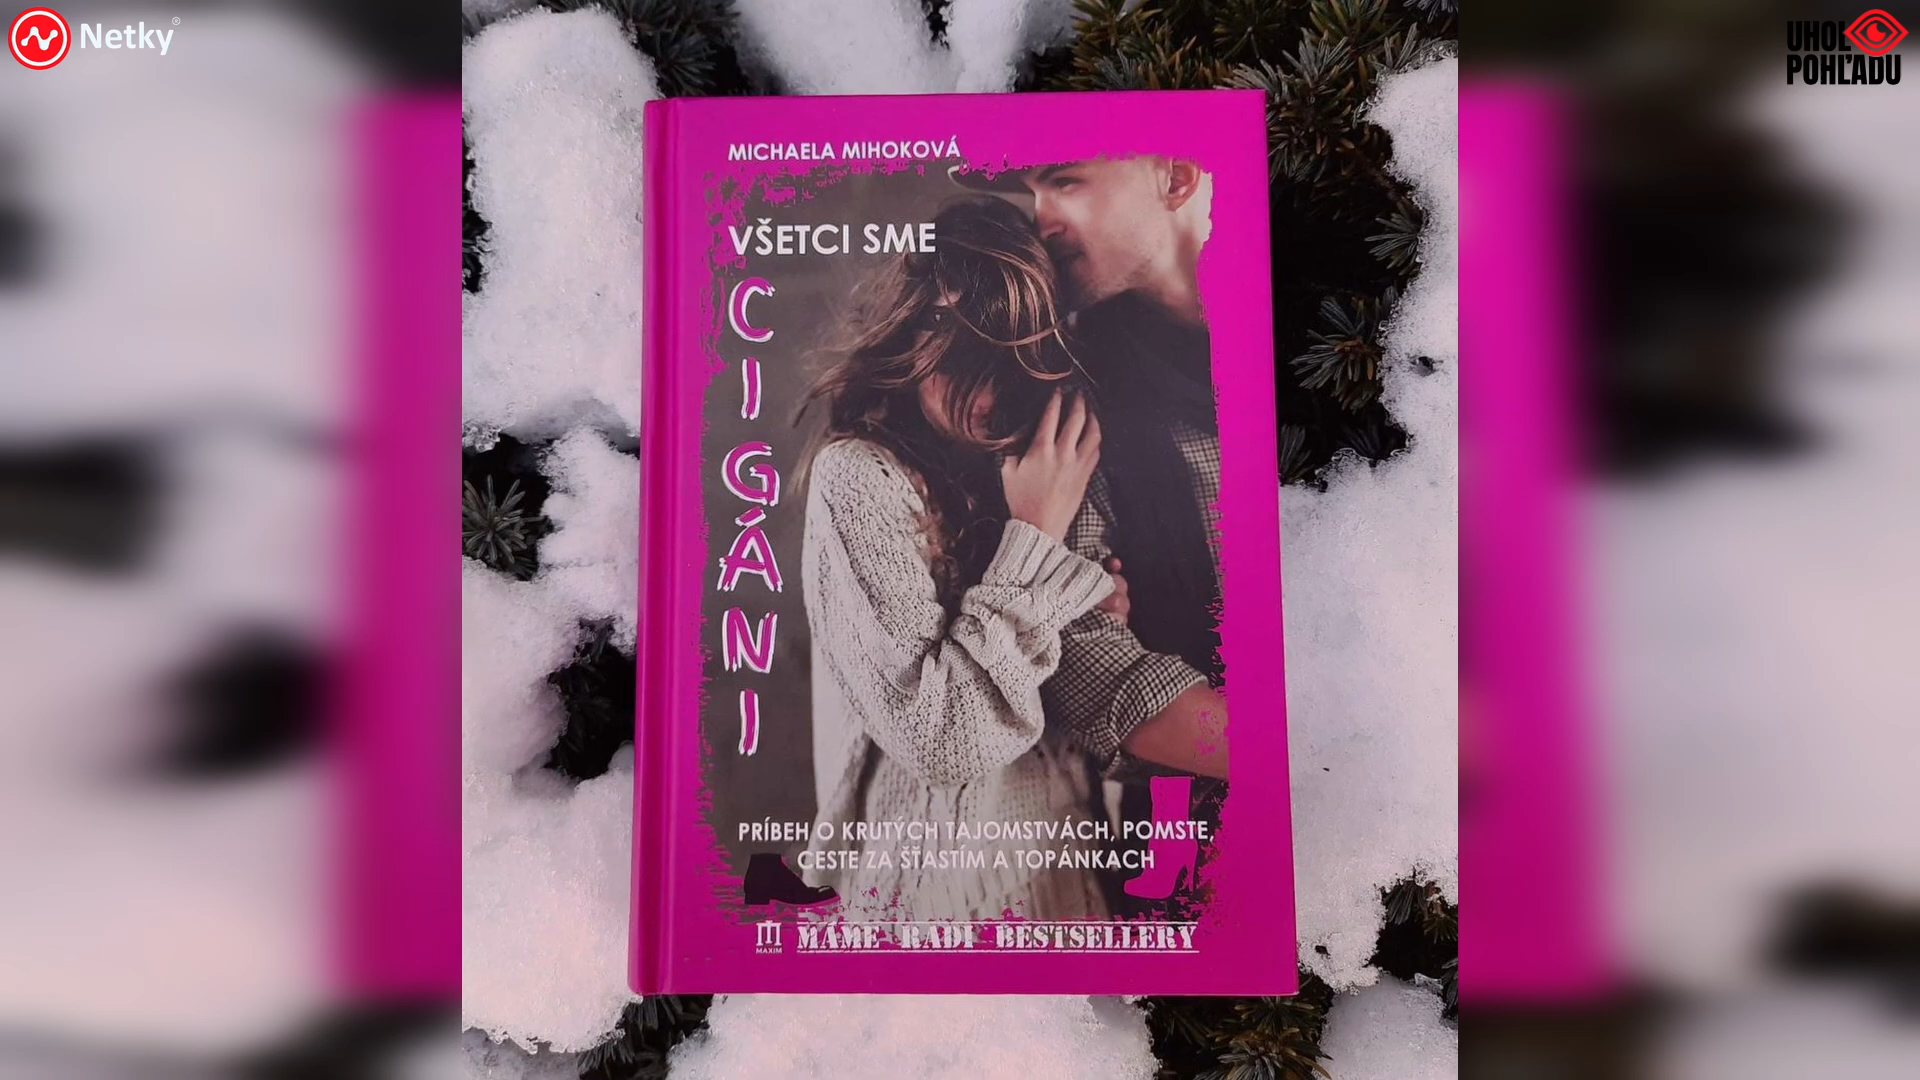 Netky®
UHOL
POHĽADU
MICHAELA MIHOKOVÁ
VŠETCI SME
CIGÁNI
PRÍBEH O KRUTÝCH TAJOMSTVÁCH, POMSTE,
CESTE ZA ŠŤASTÍM A TOPÁNKACH
MAXIM
MÁME RADI BESTSELLERY